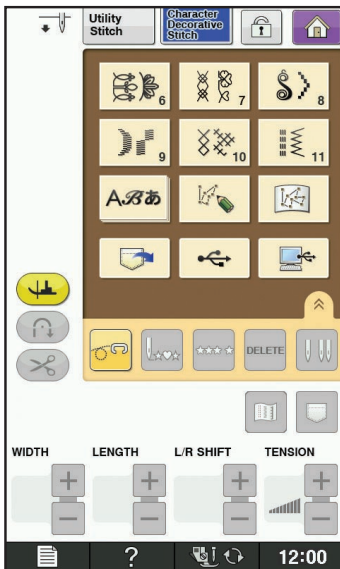 Utility
Stitch
Character
Decorative
Stitch
6
7
8
9
10
11
Aℬあ
DELETE
WIDTH
LENGTH
L/R SHIFT
TENSION
?
12:00